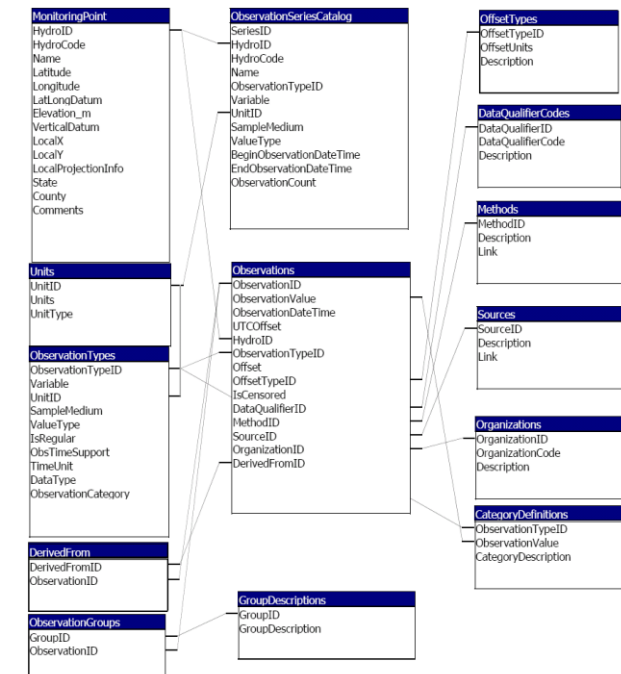 MonitoringPoint
HydroID
HydroCode
Name
Latitude
Longitude
LatLongDatum
Elevation_m
VerticalDatum
LocalX
LocalY
LocalProjectionInfo
State
County
Comments
ObservationSeriesCatalog
SeriesID
HydroID
HydroCode
Name
ObservationTypeID
Variable
UnitID
SampleMedium
ValueType
BeginObservationDateTime
EndObservationDateTime
ObservationCount
OffsetTypes
OffsetTypeID
OffsetUnits
Description
DataQualifierCodes
DataQualifierID
DataQualifierCode
Description
Methods
MethodID
Description
Link
Units
UnitID
Units
UnitType
Observations
ObservationID
ObservationValue
ObservationDateTime
UTCOffset
HydroID
ObservationTypeID
Offset
OffsetTypeID
IsCensored
DataQualifierID
MethodID
SourceID
OrganizationID
DerivedFromID
Sources
SourceID
Description
Link
ObservationTypes
ObservationTypeID
Variable
UnitID
SampleMedium
ValueType
IsRegular
ObsTimeSupport
TimeUnit
DataType
ObservationCategory
Organizations
OrganizationID
OrganizationCode
Description
CategoryDefinitions
ObservationTypeID
ObservationValue
CategoryDescription
DerivedFrom
DerivedFromID
ObservationID
GroupDescriptions
GroupID
GroupDescription
ObservationGroups
GroupID
ObservationID